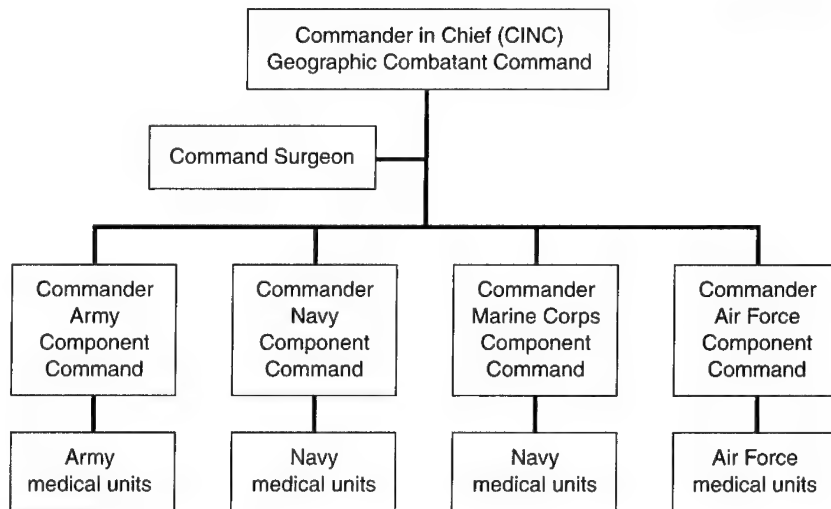 Commander in Chief (CINC)
Geographic Combatant Command
Command Surgeon
Commander
Army
Component
Command
Commander
Navy
Component
Command
Commander
Marine Corps
Component
Command
Commander
Air Force
Component
Command
Army
medical units
Navy
medical units
Navy
medical units
Air Force
medical units